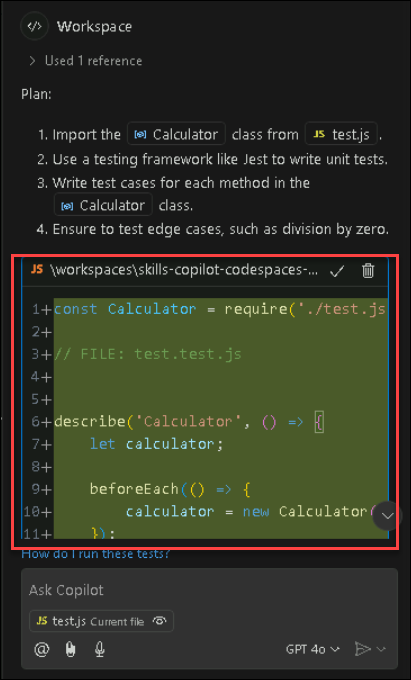 </> Workspace
> Used 1 reference
Plan:
1. Import the Calculator class from JS test.js .
2. Use a testing framework like Jest to write unit tests.
3. Write test cases for each method in the
Calculator class.
4. Ensure to test edge cases, such as division by zero.
JS \workspaces\skills-copilot-codespaces-...
1+ const Calculator = require('./test.js
2+
3+ // FILE: test.test.js
4+
5+
6+ describe('Calculator', () => {
7+ let calculator;
8+
9+ beforeEach(() => {
10+ calculator = new Calculator(
11+ });
How do I run these tests?
Ask Copilot
JS test.js Current file
@ GPT 4o